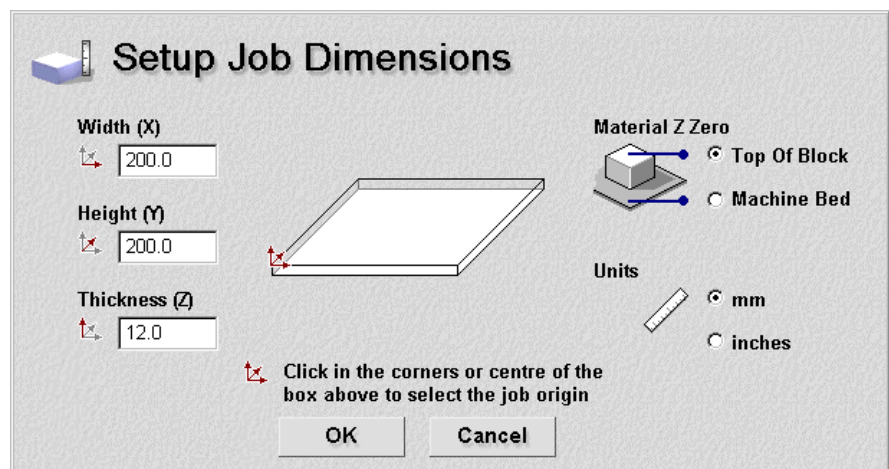 Setup Job Dimensions
Width (X)
200.0
Height (Y)
200.0
Thickness (Z)
12.0
Material Z Zero
Top Of Block
Machine Bed
Units
mm
inches
Click in the corners or centre of the
box above to select the job origin
OK
Cancel